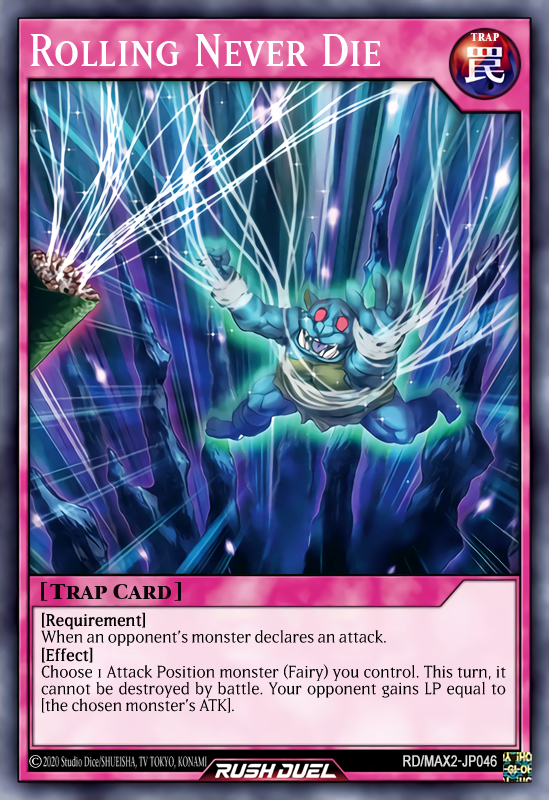 Rolling Never Die
TRAP
罠
[Trap Card]
[Requirement]
When an opponent's monster declares an attack.
[Effect]
Choose 1 Attack Position monster (Fairy) you control. This turn, it
cannot be destroyed by battle. Your opponent gains LP equal to
[the chosen monster's ATK].
©2020 Studio Dice/SHUEISHA, TV TOKYO, KONAMI
RUSH DUEL
RD/MAX2-JP046